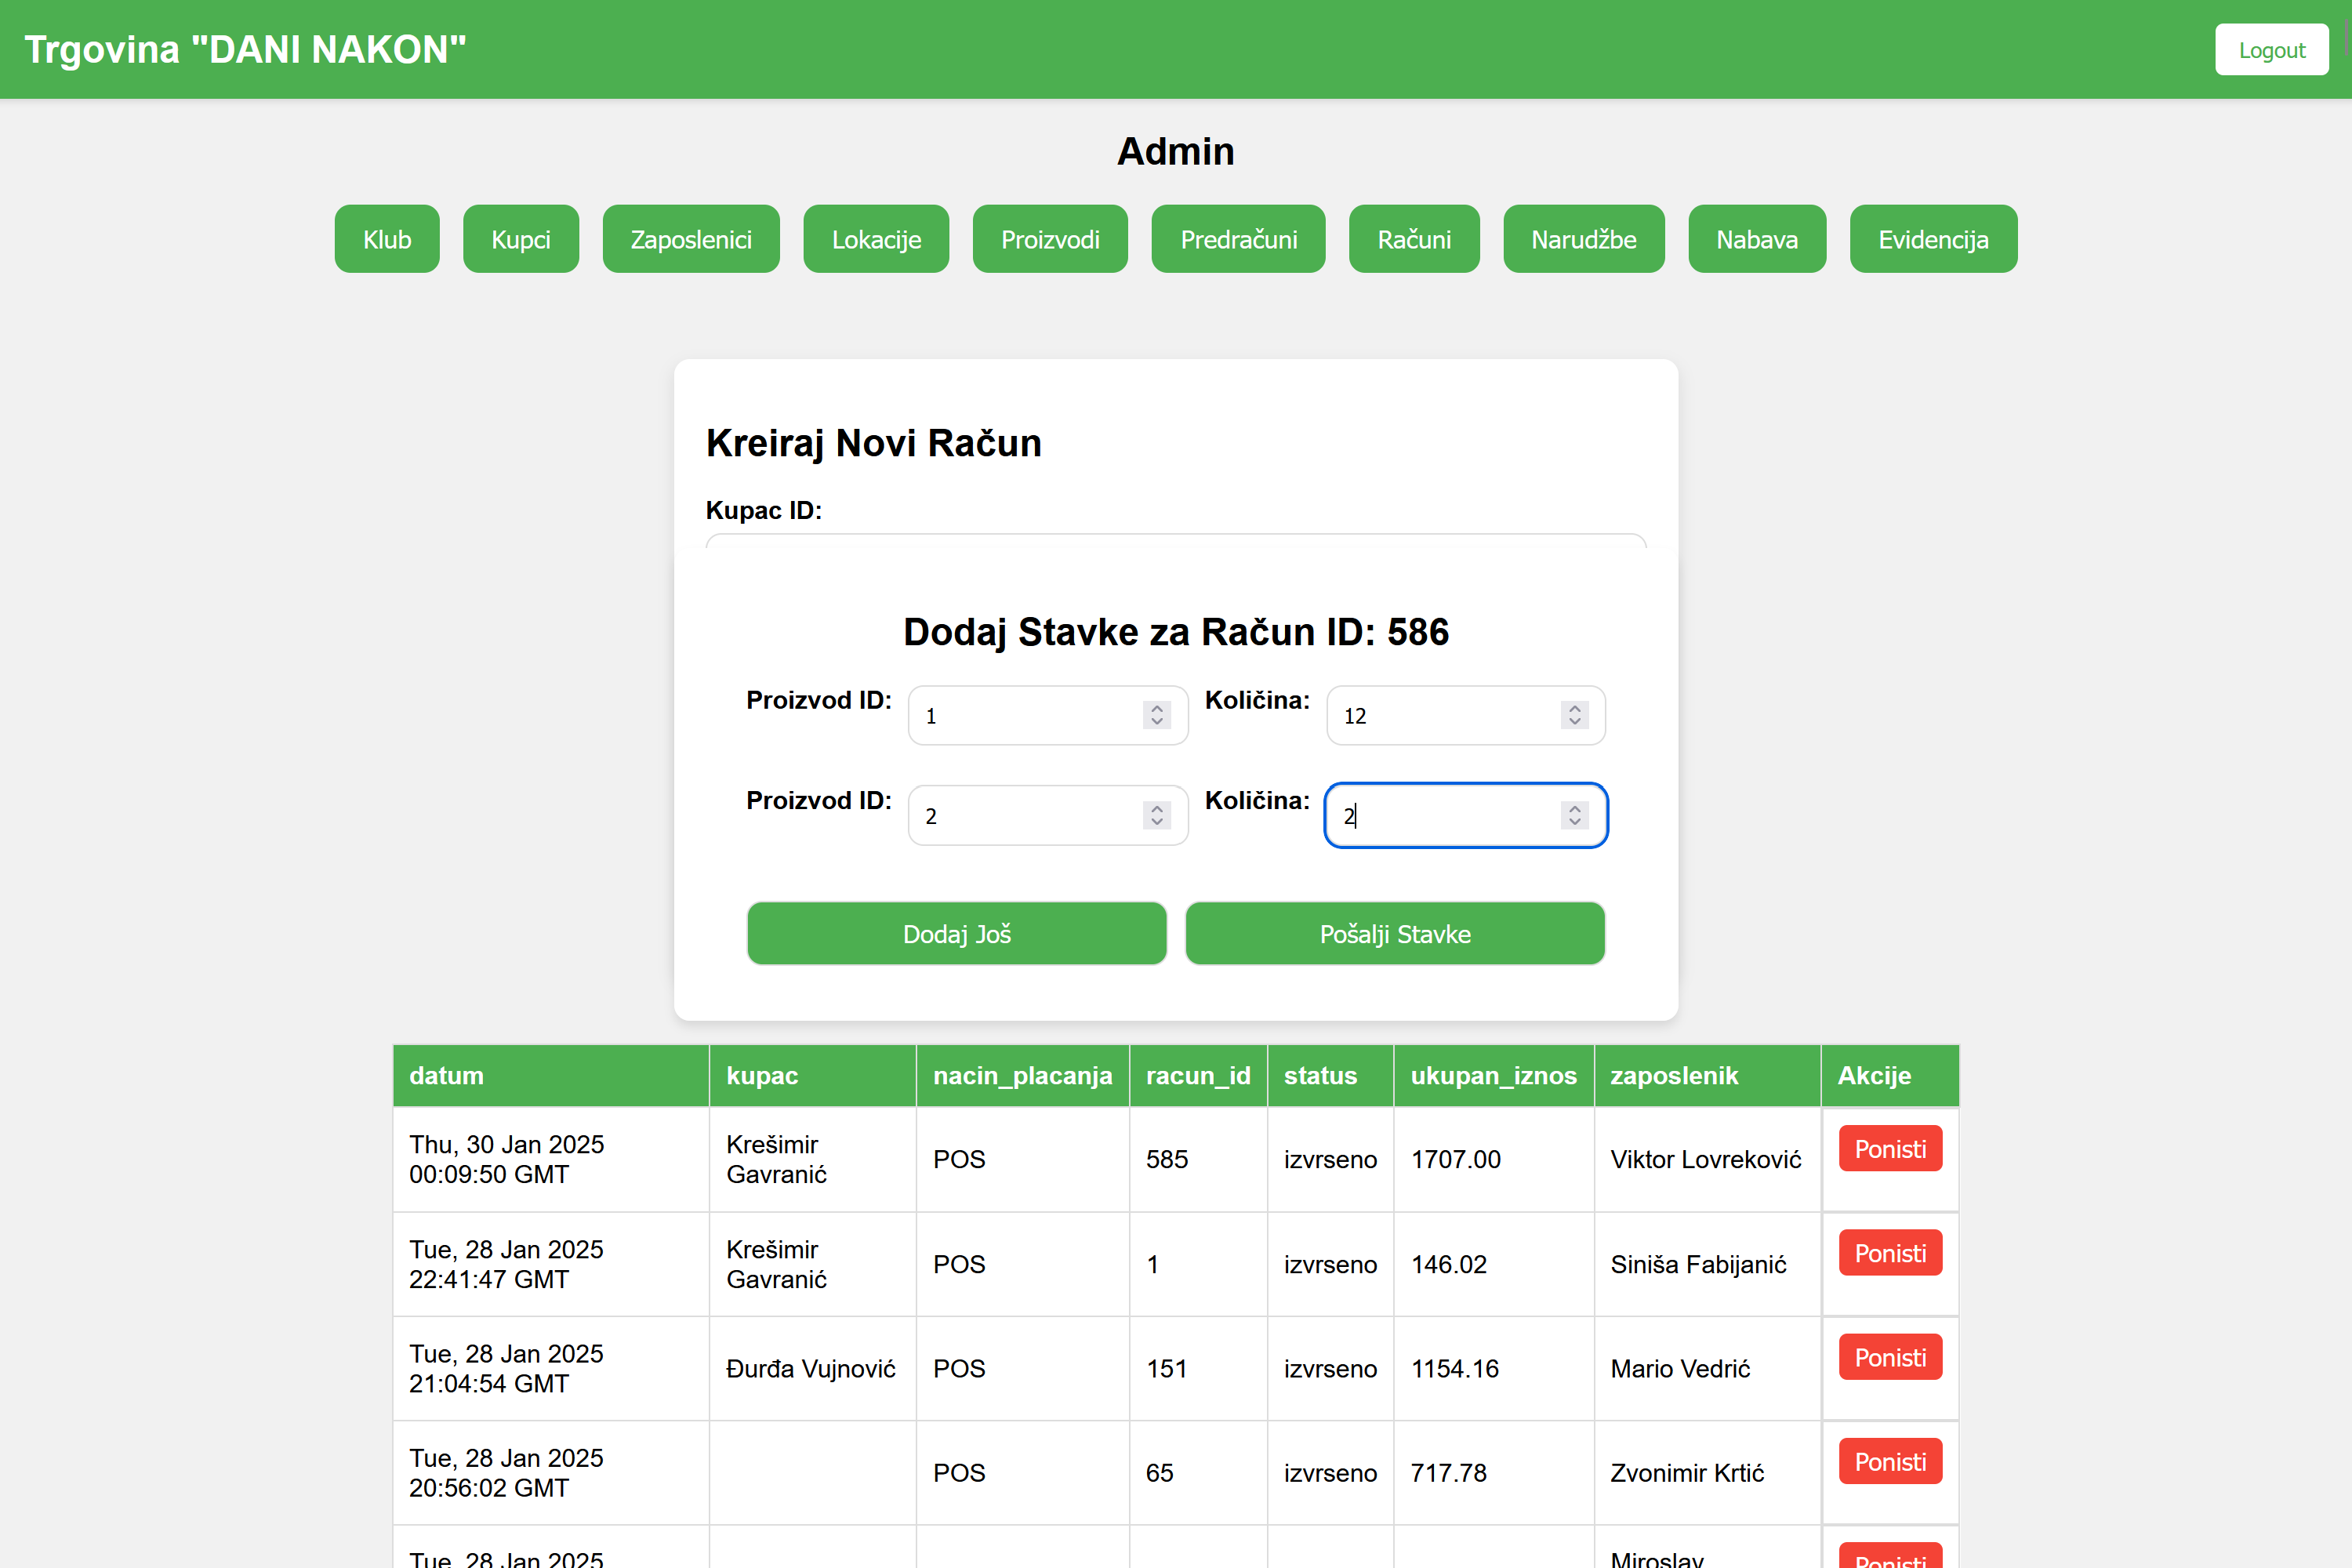 Trgovina "DANI NAKON"
Logout
Admin
Klub Kupci Zaposlenici Lokacije Proizvodi Predračuni Računi Narudžbe Nabava Evidencija
Kreiraj Novi Račun
Kupac ID:
Dodaj Stavke za Račun ID: 586
Proizvod ID: 1 Količina: 12
Proizvod ID: 2 Količina: 2
Dodaj Još Pošalji Stavke
datum kupac nacin_placanja racun_id status ukupan_iznos zaposlenik Akcije
Thu, 30 Jan 2025
00:09:50 GMT
Krešimir
Gavranić
POS 585 izvrseno 1707.00 Viktor Lovreković Ponisti
Tue, 28 Jan 2025
22:41:47 GMT
Krešimir
Gavranić
POS 1 izvrseno 146.02 Siniša Fabijanić Ponisti
Tue, 28 Jan 2025
21:04:54 GMT
Đurđa Vujnović POS 151 izvrseno 1154.16 Mario Vedrić Ponisti
Tue, 28 Jan 2025
20:56:02 GMT
POS 65 izvrseno 717.78 Zvonimir Krtić Ponisti
Tue, 28 Jan 2025
Miroslav
Ponisti